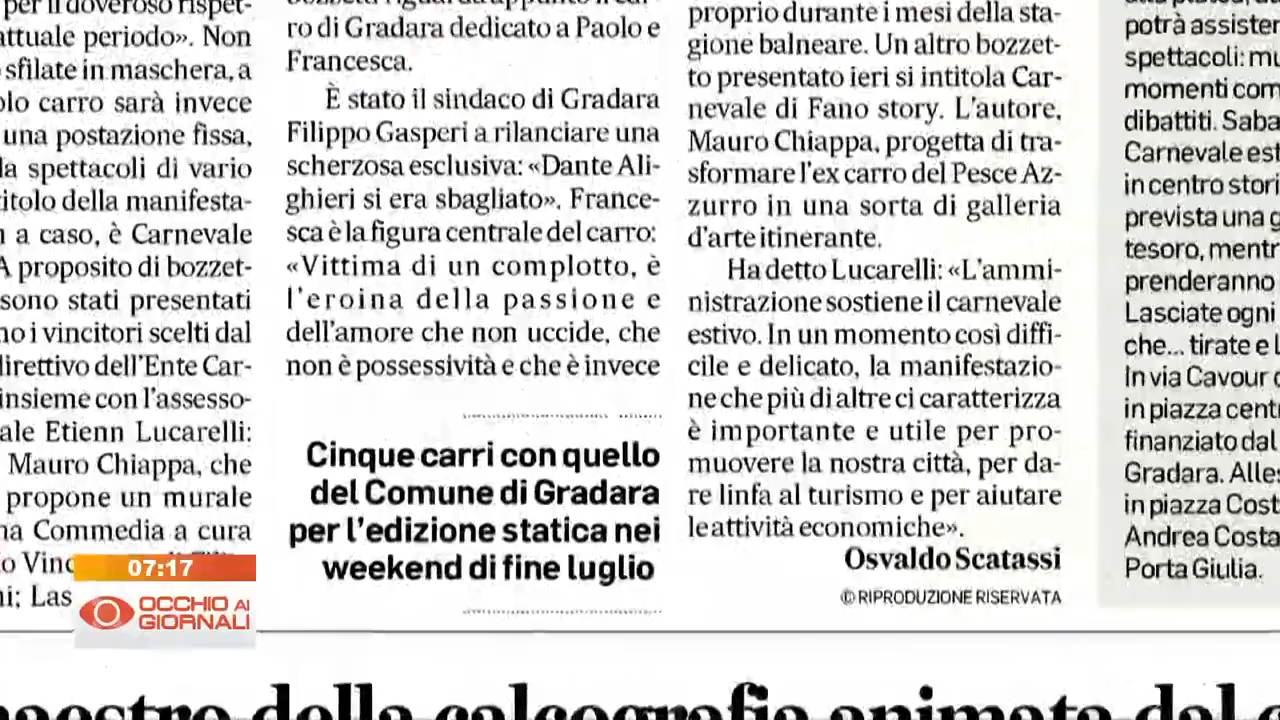 per il doveroso rispet-
attuale periodo». Non
sfilate in maschera, a
carro sarà invece
una postazione fissa,
spettacoli di vario
titolo della manifesta-
a caso, è Carnevale
A proposito di bozzet-
sono stati presentati
i vincitori scelti dal
direttivo dell'Ente Car-
insieme con l'assesso-
Etienn Lucarelli:
Mauro Chiappa, che
propone un murale
Commedia a cura
Las
ro di Gradara dedicato a Paolo e
Francesca.
È stato il sindaco di Gradara
Filippo Gasperi a rilanciare una
scherzosa esclusiva: «Dante Ali-
ghieri si era sbagliato». France-
sca è la figura centrale del carro:
«Vittima di un complotto, è
l'eroina della passione e
dell'amore che non uccide, che
non è possessività e che è invece
Cinque carri con quello
del Comune di Gradara
per l'edizione statica nei
weekend di fine luglio
proprio durante i mesi della sta-
gione balneare. Un altro bozzet-
to presentato ieri si intitola Car-
nevale di Fano story. L'autore,
Mauro Chiappa, progetta di tra-
sformare l'ex carro del Pesce Az-
zurro in una sorta di galleria
d'arte itinerante.
Ha detto Lucarelli: «L'ammi-
nistrazione sostiene il carnevale
estivo. In un momento così diffi-
cile e delicato, la manifestazio-
ne che più di altre ci caratterizza
è importante e utile per pro-
muovere la nostra città, per da-
re linfa al turismo e per aiutare
le attività economiche».
Osvaldo Scatassi
© RIPRODUZIONE RISERVATA
potrà assister
spettacoli: mu
momenti com
dibattiti. Saba
Carnevale est
in centro stori
prevista una g
tesoro, mentr
prenderanno
Lasciate ogni
che... tirate e l
In via Cavour
in piazza cent
finanziato dal
Gradara. Alle
in piazza Cost
Andrea Costa
Porta Giulia.
07:17
OCCHIO AI
GIORNALI
della calcografia animata dal